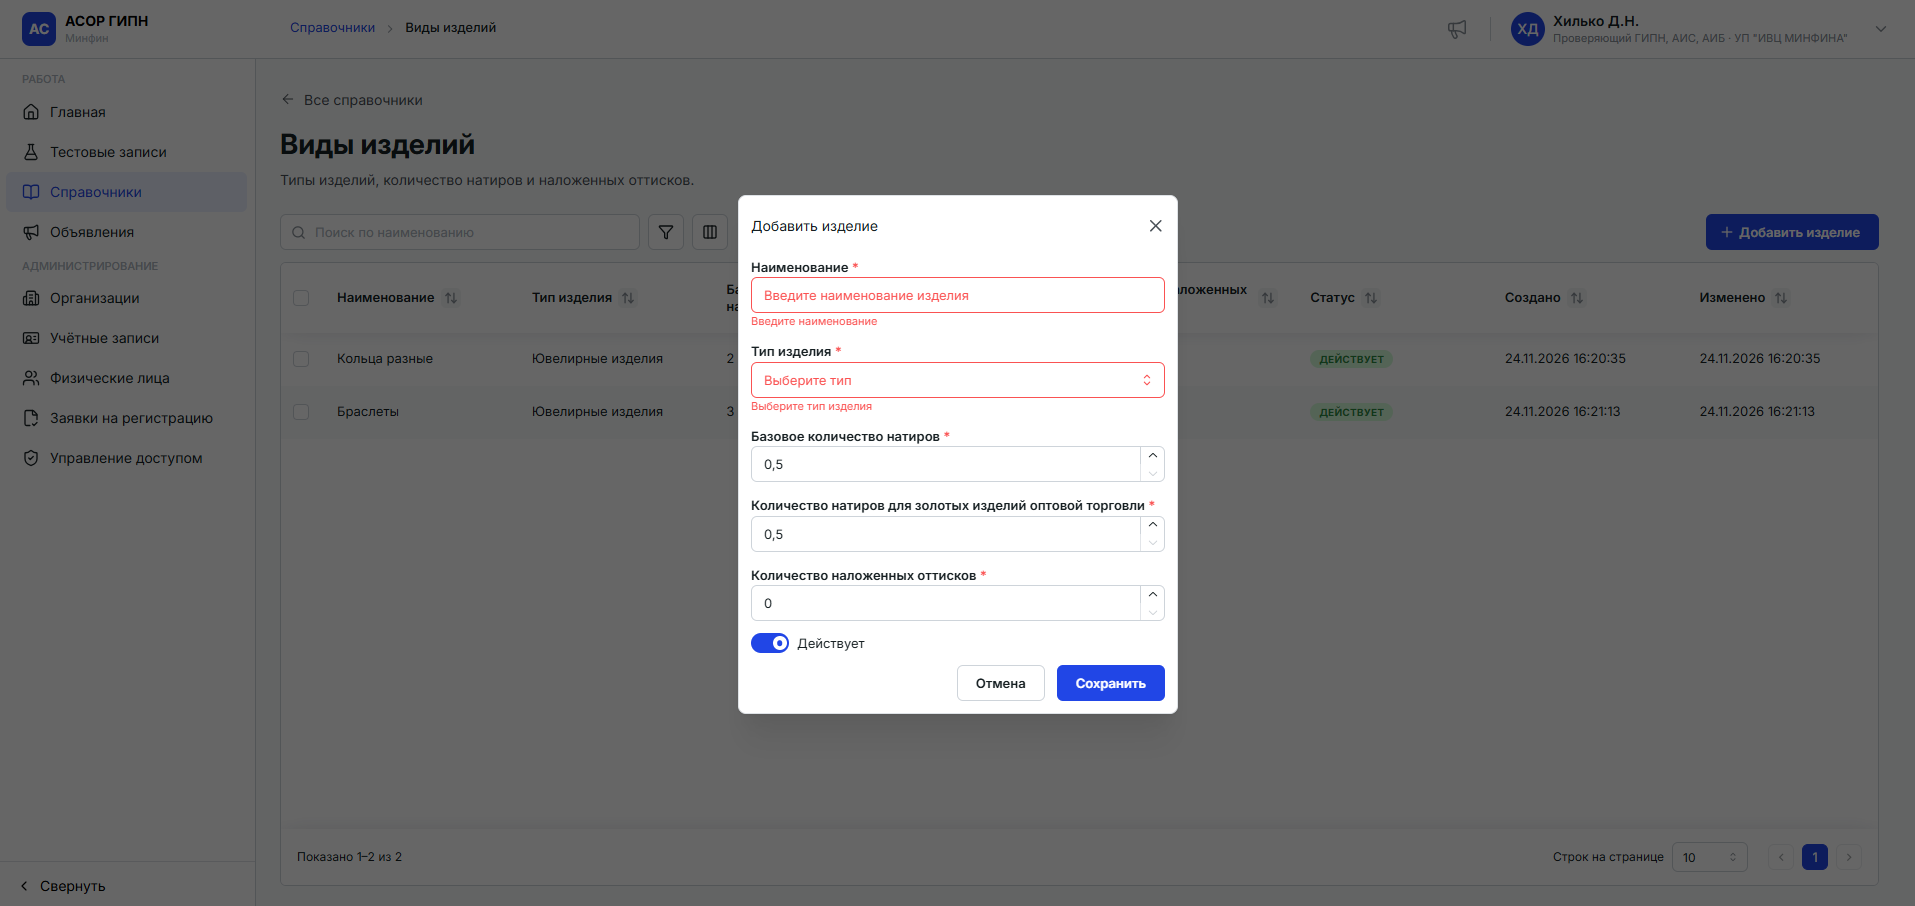 АС
АСОР ГИПН
Минфин
Справочники
Виды изделий
ХД
Хилько Д.Н.
Проверяющий ГИПН, АИС, АИБ · УП "ИВЦ МИНФИНА"
РАБОТА
Главная
Тестовые записи
Справочники
Объявления
АДМИНИСТРИРОВАНИЕ
Организации
Учётные записи
Физические лица
Заявки на регистрацию
Управление доступом
Свернуть
Все справочники
Виды изделий
Типы изделий, количество натиров и наложенных оттисков.
Поиск по наименованию
Добавить изделие
Наименование
Тип изделия
Статус
Создано
Изменено
Кольца разные
Ювелирные изделия
2
ДЕЙСТВУЕТ
24.11.2026 16:20:35
24.11.2026 16:20:35
Браслеты
Ювелирные изделия
3
ДЕЙСТВУЕТ
24.11.2026 16:21:13
24.11.2026 16:21:13
Показано 1–2 из 2
Строк на странице
10
1
Добавить изделие
Наименование *
Введите наименование изделия
Введите наименование
Тип изделия *
Выберите тип
Выберите тип изделия
Базовое количество натиров *
0,5
Количество натиров для золотых изделий оптовой торговли *
0,5
Количество наложенных оттисков *
0
Действует
Отмена
Сохранить